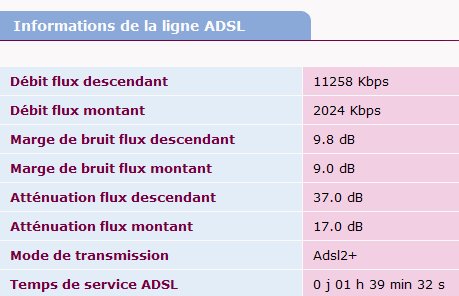 Informations de la ligne ADSL
Débit flux descendant 11258 Kbps
Débit flux montant 2024 Kbps
Marge de bruit flux descendant 9.8 dB
Marge de bruit flux montant 9.0 dB
Atténuation flux descendant 37.0 dB
Atténuation flux montant 17.0 dB
Mode de transmission Adsl2+
Temps de service ADSL 0 j 01 h 39 min 32 s